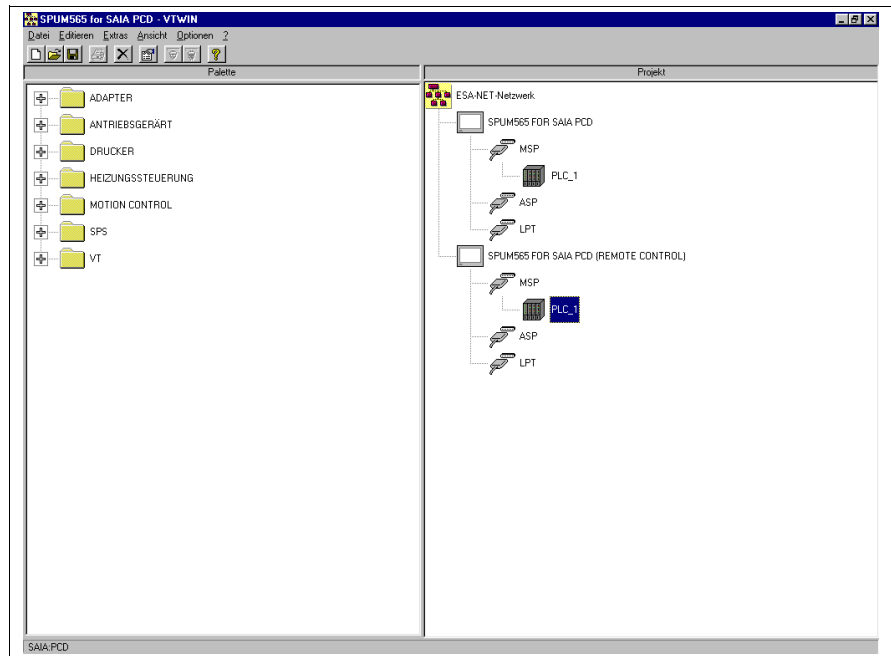 SPUM565 for SAIA PCD - VTWIN
Datei Editieren Extras Ansicht Optionen ?
Palette
Projekt
ADAPTER
ANTRIEBSGERÄRT
DRUCKER
HEIZUNGSSTEUERUNG
MOTION CONTROL
SPS
VT
ESA-NET-Netzwerk
SPUM565 FOR SAIA PCD
MSP
PLC_1
ASP
LPT
SPUM565 FOR SAIA PCD (REMOTE CONTROL)
MSP
PLC_1
ASP
LPT
SAIA:PCD